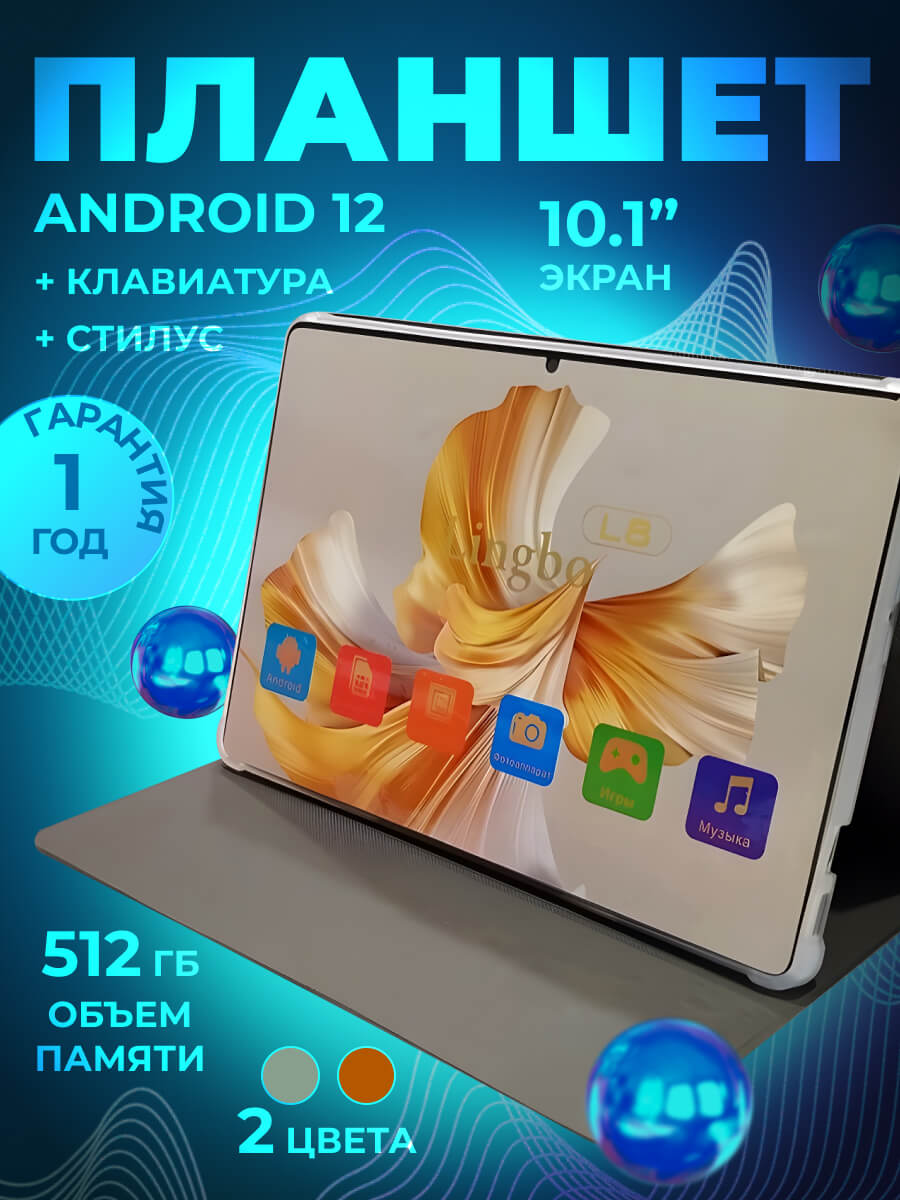 ПЛАНШЕТ
ANDROID 12
+ КЛАВИАТУРА
+ СТИЛУС
10.1”
ЭКРАН
ГАРАНТИЯ
1
ГОД
L8
Lingbo
Android
Фотоаппарат
Игры
Музыка
512 ГБ
ОБЪЕМ
ПАМЯТИ
2 ЦВЕТА